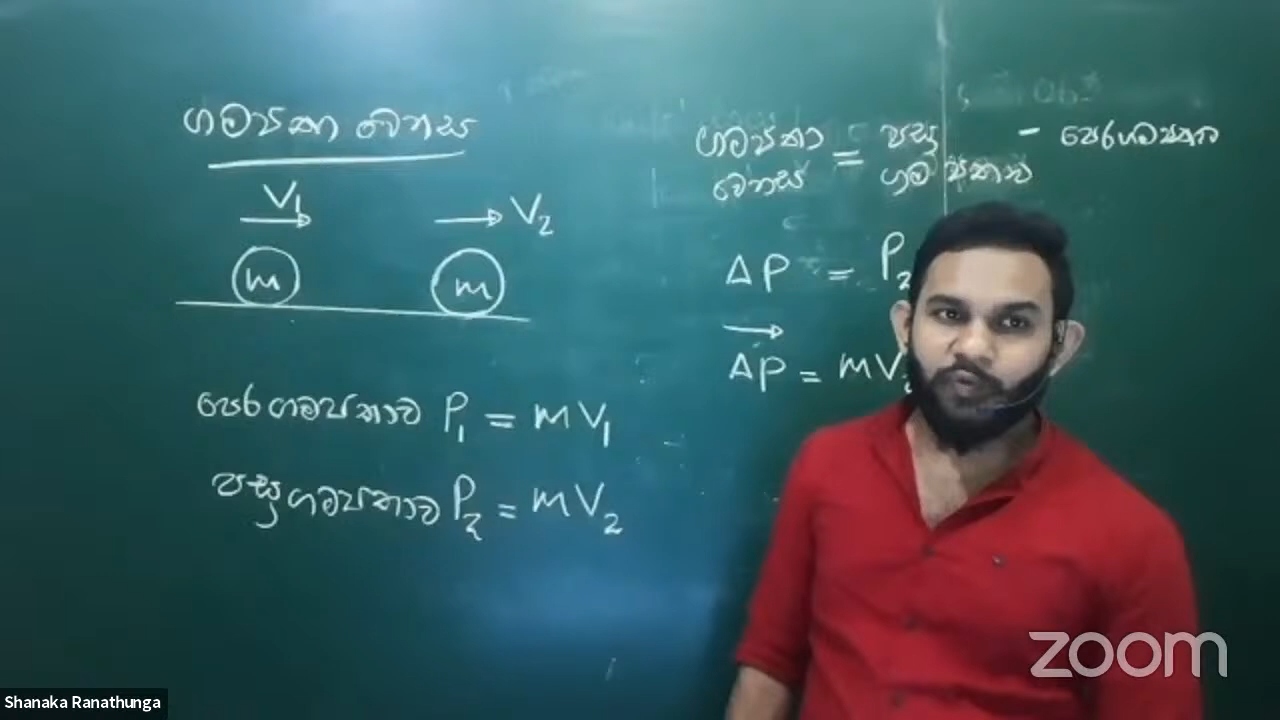 ගම්‍යතා වෙනස
V₁
V₂
m
m
පෙර ගම්‍යතාව P₁ = mV₁
පසු ගම්‍යතාව P₂ = mV₂
ගම්‍යතා වෙනස = පසු ගම්‍යතාව - පෙර ගම්‍යතාව
ΔP = P₂
ΔP = mV₂
zoom
Shanaka Ranathunga